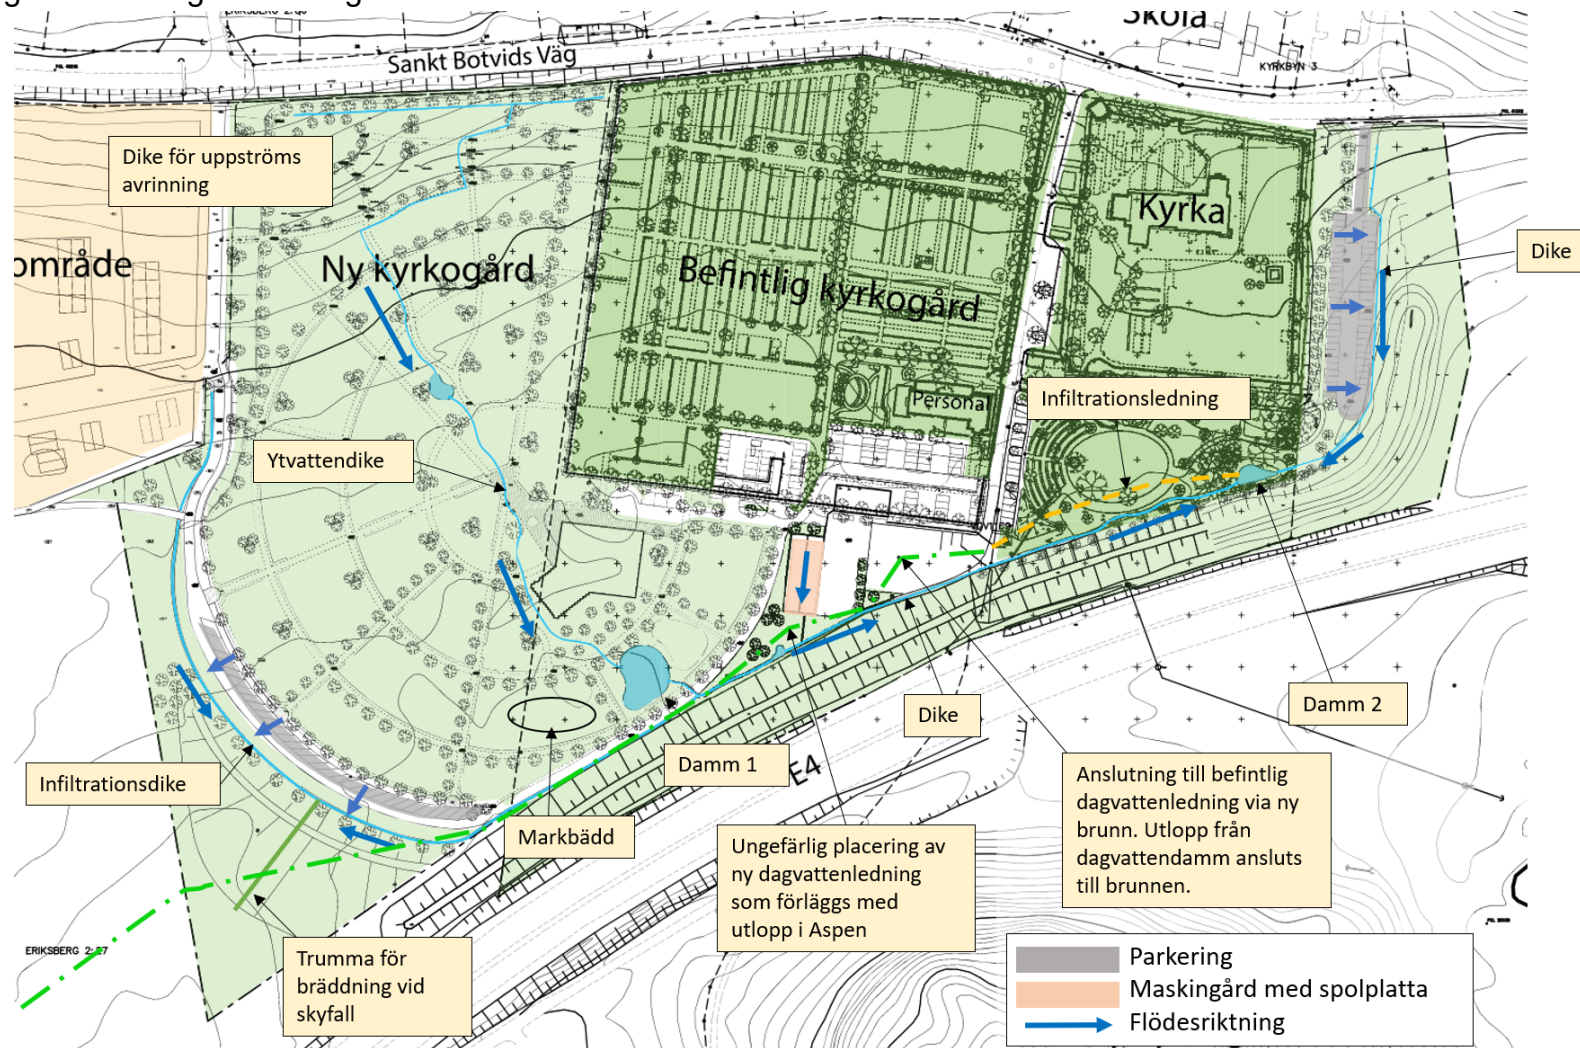 Skola
Sankt Botvids Väg
KYRKBYN 3
Dike för uppströms
avrinning
område
Ny kyrkogård
Befintlig kyrkogård
Kyrka
Dike
Personal
Infiltrationsledning
Ytvattendike
Infiltrationsdike
Markbädd
Damm 1
E4
Dike
Damm 2
Anslutning till befintlig
dagvattenledning via ny
brunn. Utlopp från
dagvattendamm ansluts
till brunnen.
Ungefärlig placering av
ny dagvattenledning
som förläggs med
utlopp i Aspen
Trumma för
bräddning vid
skyfall
Parkering
Maskingård med spolplatta
Flödesriktning